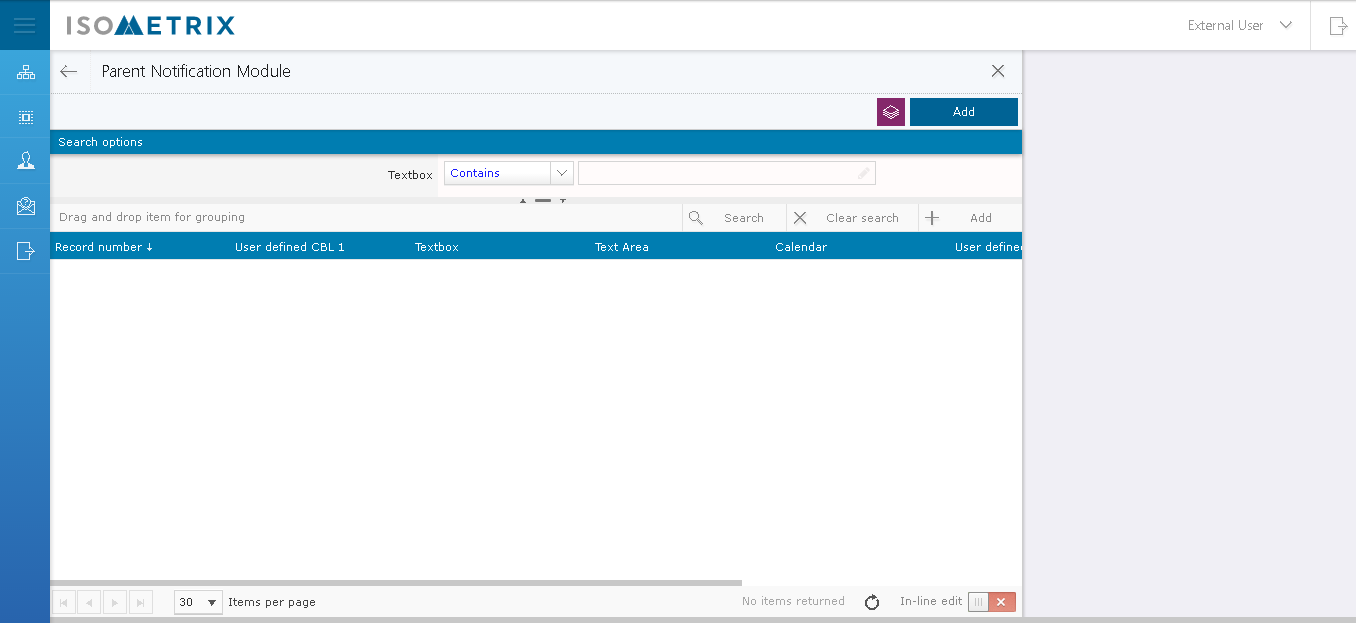 ISOMETRIX
External User
Parent Notification Module
Add
Search options
Textbox Contains
Drag and drop item for grouping Search Clear search Add
Record number ↓ User defined CBL 1 Textbox Text Area Calendar User define
30 Items per page No items returned In-line edit